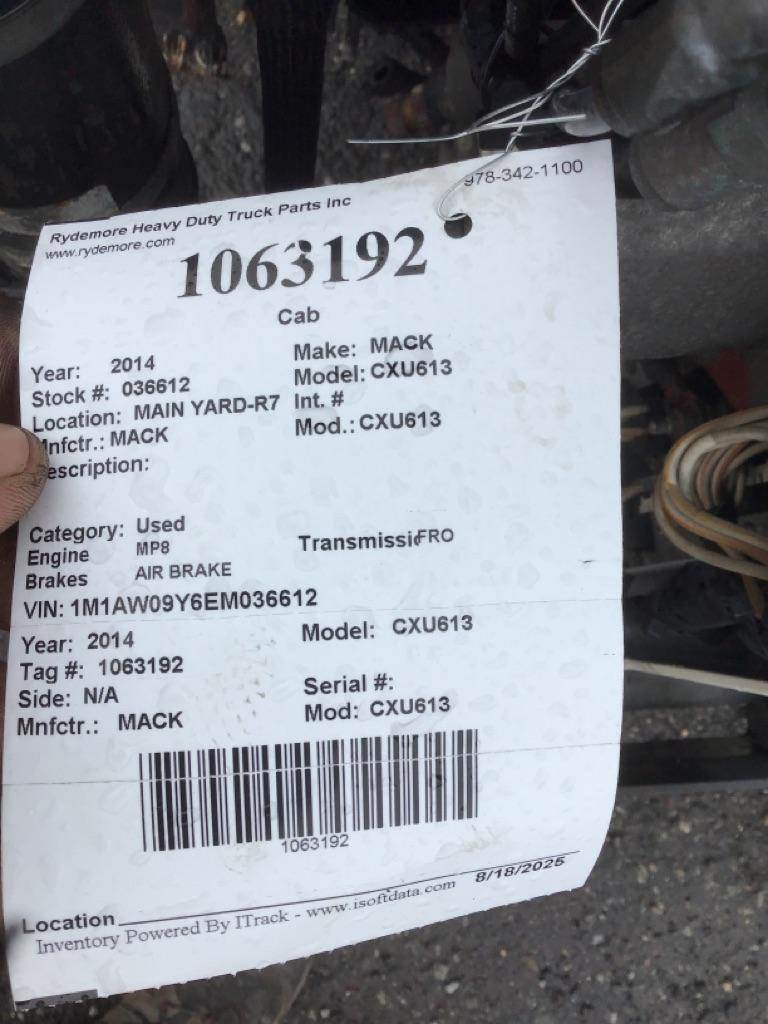 Rydemore Heavy Duty Truck Parts Inc 978-342-1100
www.rydemore.com
1063192
Cab
Year: 2014 Make: MACK
Stock #: 036612 Model: CXU613
Location: MAIN YARD-R7 Int. #
Mnfctr.: MACK Mod.: CXU613
escription:
Category: Used
Engine MP8 TransmissiFRO
Brakes AIR BRAKE
VIN: 1M1AW09Y6EM036612
Year: 2014 Model: CXU613
Tag #: 1063192
Side: N/A Serial #:
Mnfctr.: MACK Mod: CXU613
1063192
Location 8/18/2025
Inventory Powered By ITrack - www.isoftdata.com